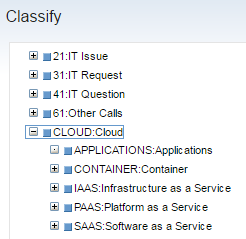 Classify
21:IT Issue
31:IT Request
41:IT Question
61:Other Calls
CLOUD:Cloud
APPLICATIONS:Applications
CONTAINER:Container
IAAS:Infrastructure as a Service
PAAS:Platform as a Service
SAAS:Software as a Service